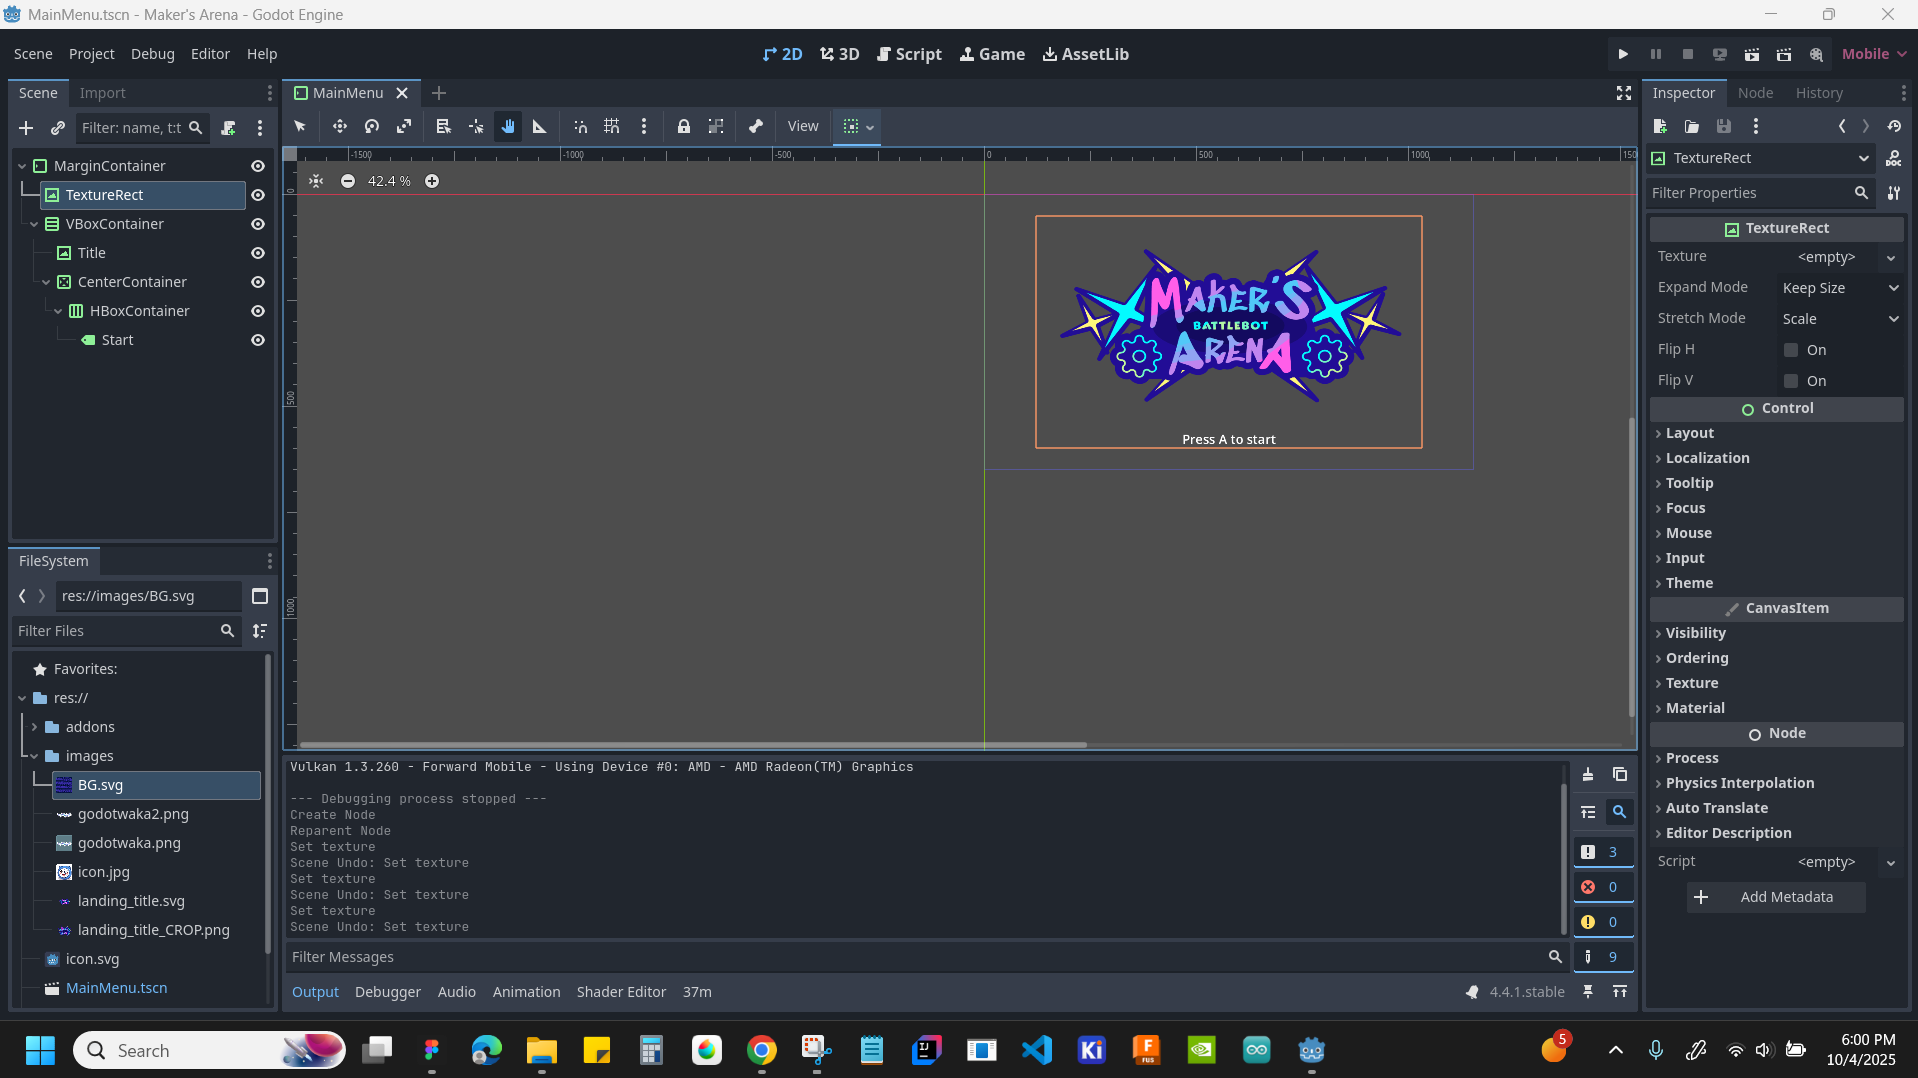 MainMenu.tscn - Maker's Arena - Godot Engine
Scene Project Debug Editor Help
2D 3D Script Game AssetLib
Mobile
Scene Import
Filter: name, t:t
MarginContainer
TextureRect
VBoxContainer
Title
CenterContainer
HBoxContainer
Start
FileSystem
res://images/BG.svg
Filter Files
Favorites:
res://
addons
images
BG.svg
godotwaka2.png
godotwaka.png
icon.jpg
landing_title.svg
landing_title_CROP.png
icon.svg
MainMenu.tscn
MainMenu
View
-1500 -1000 -500 0 500 1000 150
0
500
1000
42.4 %
MAKER'S
BATTLEBOT
ARENA
Press A to start
Vulkan 1.3.260 - Forward Mobile - Using Device #0: AMD - AMD Radeon(TM) Graphics
--- Debugging process stopped ---
Create Node
Reparent Node
Set texture
Scene Undo: Set texture
Set texture
Scene Undo: Set texture
Set texture
Scene Undo: Set texture
3
0
0
9
Filter Messages
Output Debugger Audio Animation Shader Editor 37m
4.4.1.stable
Inspector Node History
TextureRect
DOC
Filter Properties
TextureRect
Texture <empty>
Expand Mode Keep Size
Stretch Mode Scale
Flip H On
Flip V On
Control
Layout
Localization
Tooltip
Focus
Mouse
Input
Theme
CanvasItem
Visibility
Ordering
Texture
Material
Node
Process
Physics Interpolation
Auto Translate
Editor Description
Script <empty>
Add Metadata
Search
IJ
Ki
F
FUS
5
6:00 PM
10/4/2025